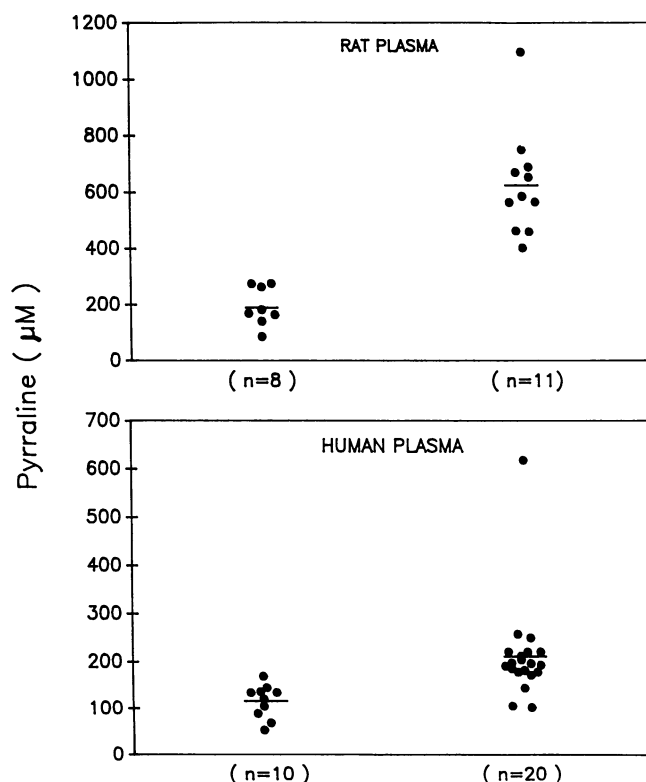 Pyrraline ( µM )
RAT PLASMA
1200
1000
800
600
400
200
0
( n=8 )
( n=11)
HUMAN PLASMA
700
600
500
400
300
200
100
0
( n=10 )
( n=20 )